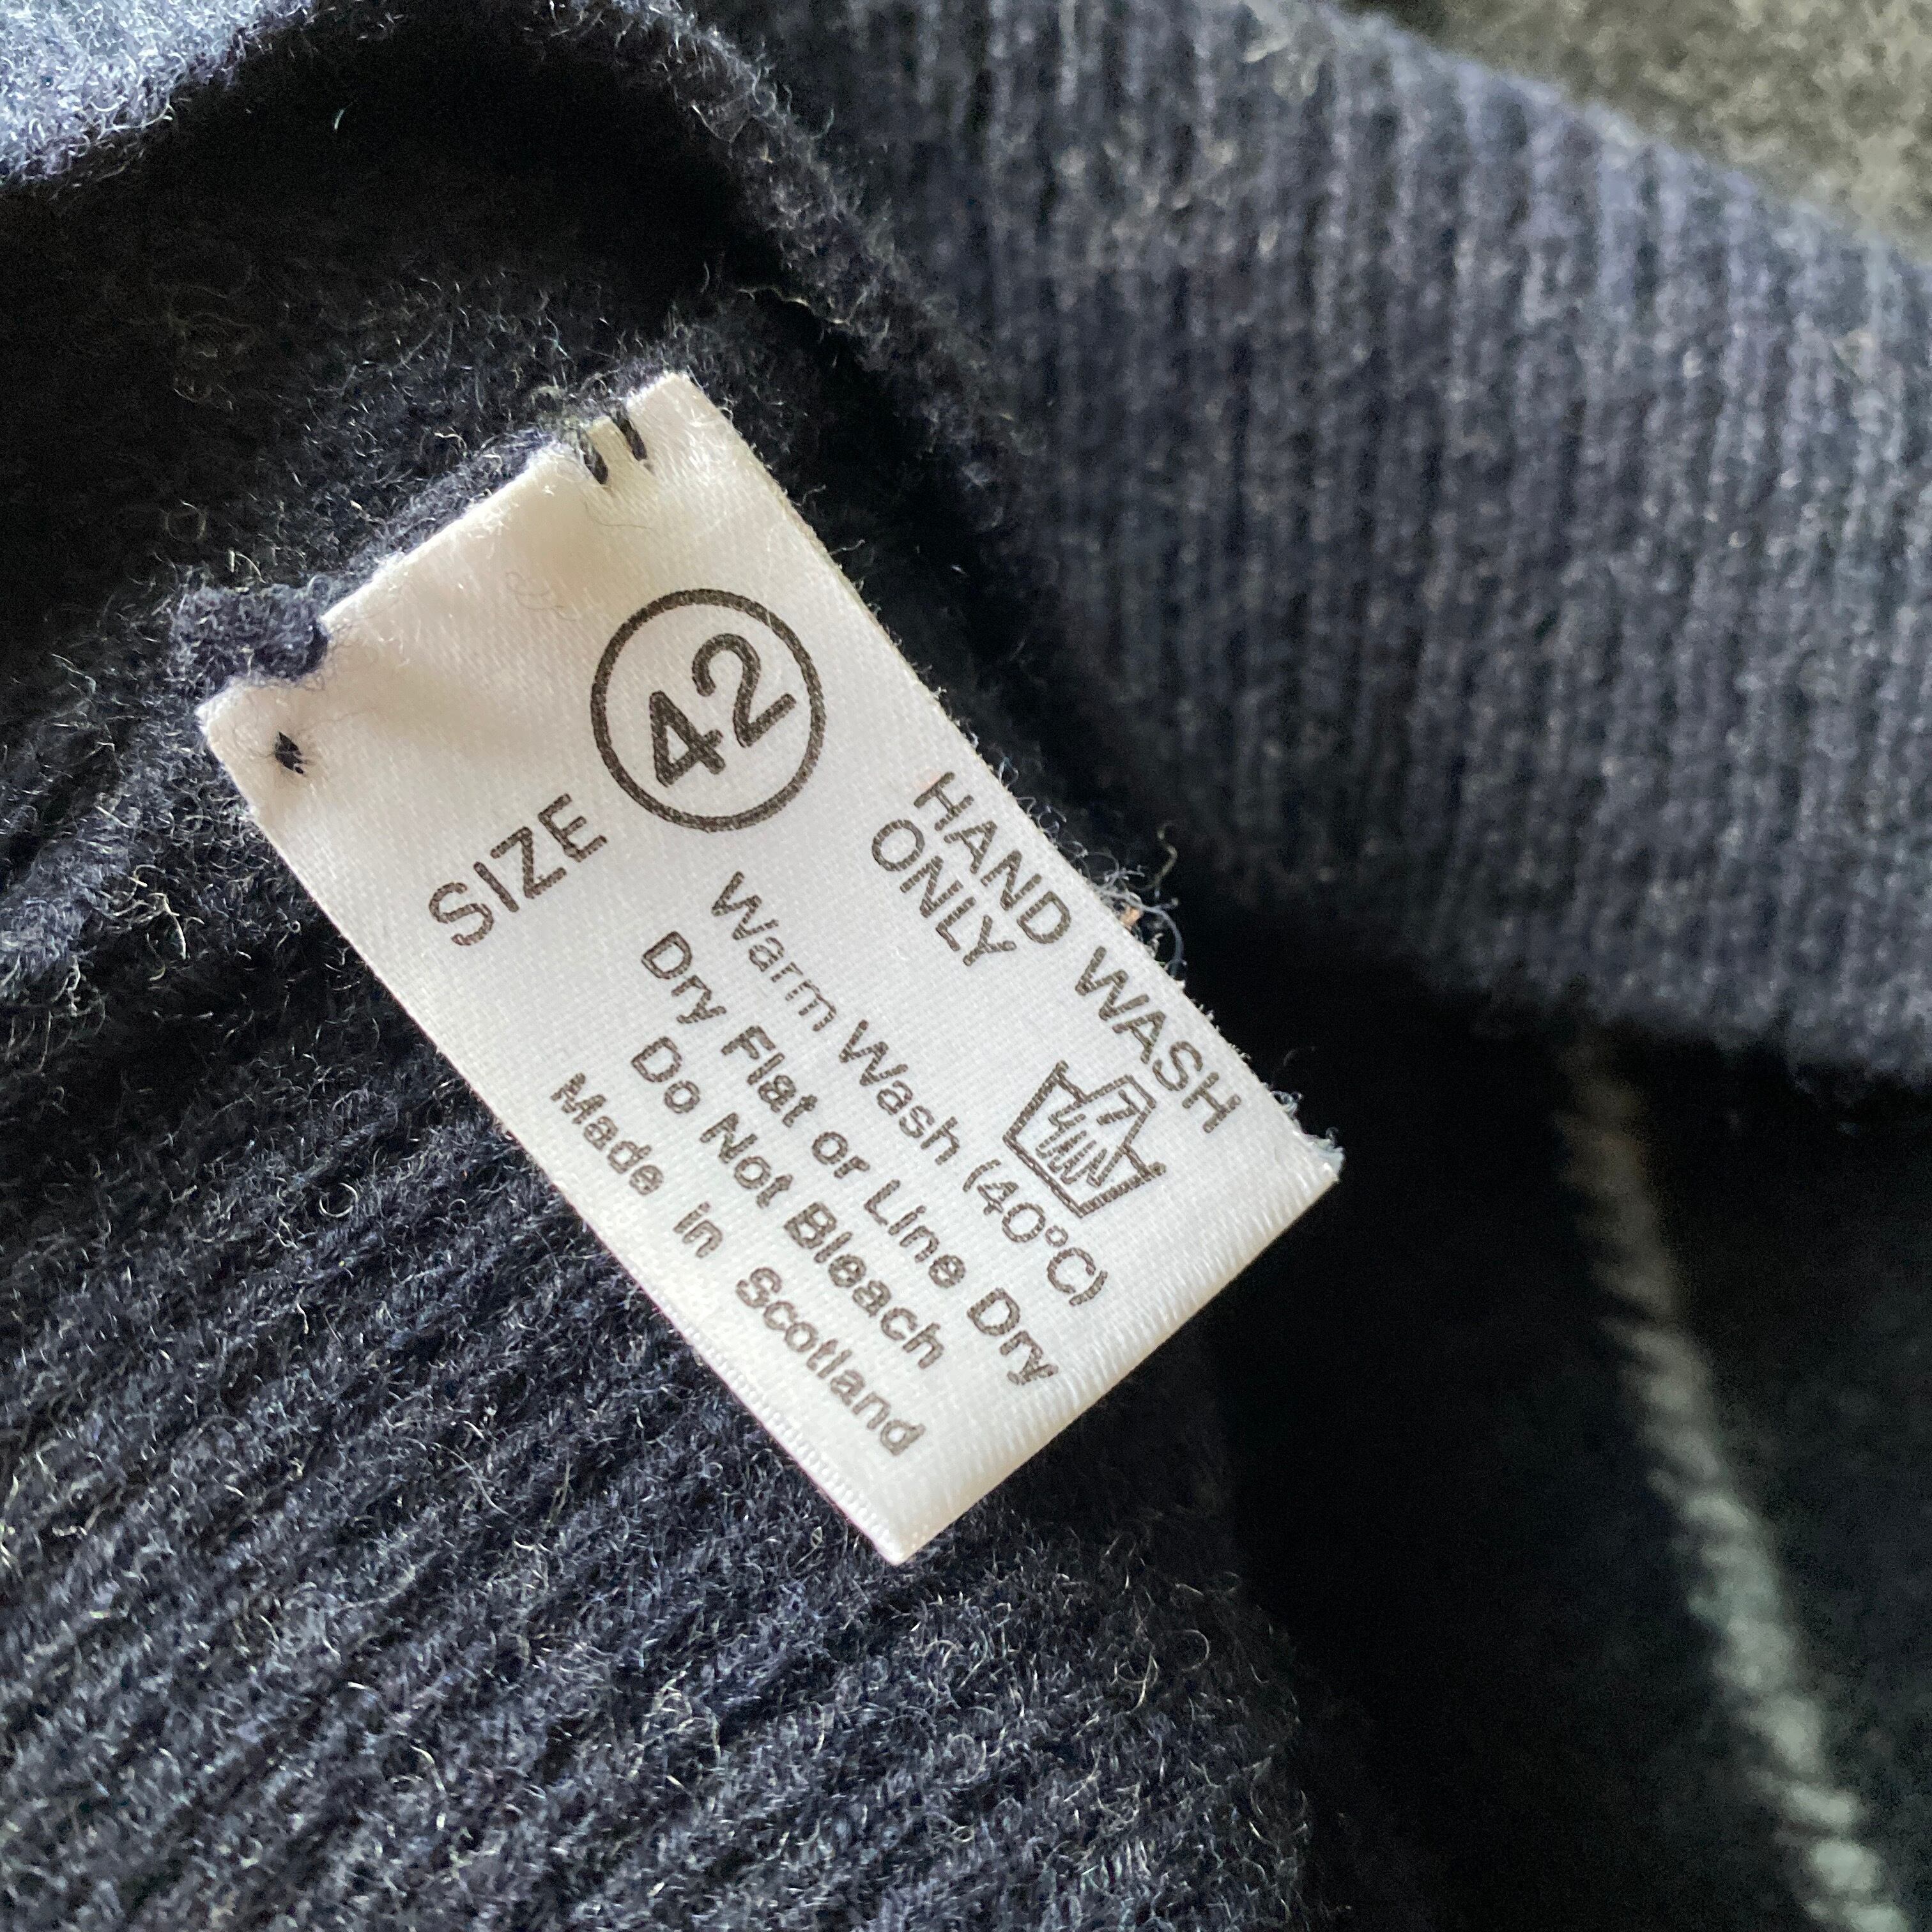 SIZE 42
HAND WASH
ONLY
Warm Wash (40°C)
Dry Flat or Line Dry
Do Not Bleach
Made in Scotland